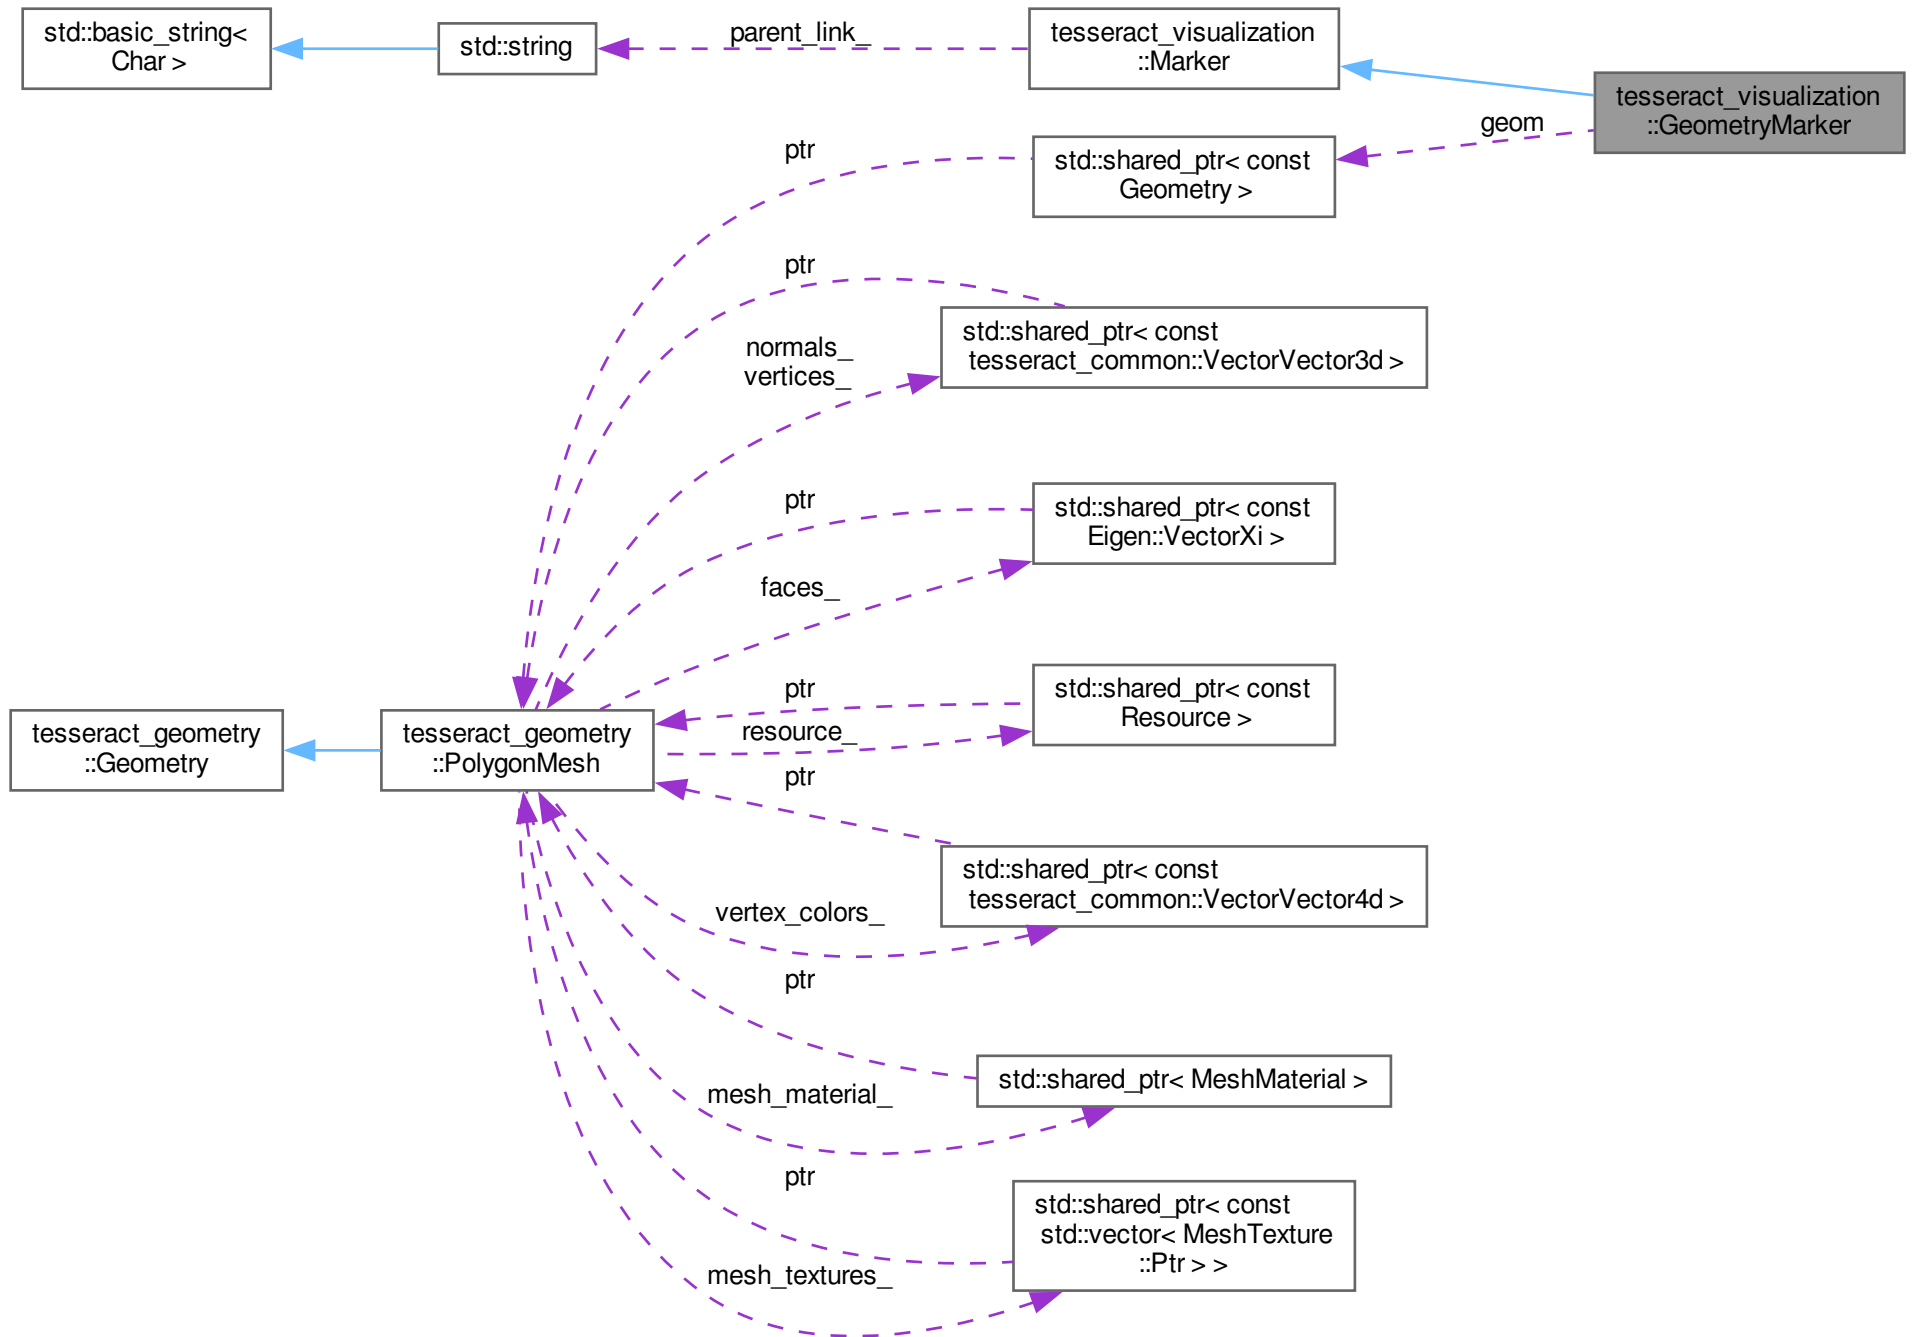 std::basic_string<
Char >
std::string
parent_link_
tesseract_visualization
::Marker
tesseract_visualization
::GeometryMarker
geom
ptr
std::shared_ptr< const
Geometry >
ptr
std::shared_ptr< const
tesseract_common::VectorVector3d >
normals_
vertices_
ptr
std::shared_ptr< const
Eigen::VectorXi >
faces_
ptr
std::shared_ptr< const
Resource >
resource_
tesseract_geometry
::Geometry
tesseract_geometry
::PolygonMesh
ptr
std::shared_ptr< const
tesseract_common::VectorVector4d >
vertex_colors_
ptr
std::shared_ptr< MeshMaterial >
mesh_material_
ptr
std::shared_ptr< const
std::vector< MeshTexture
::Ptr > >
mesh_textures_